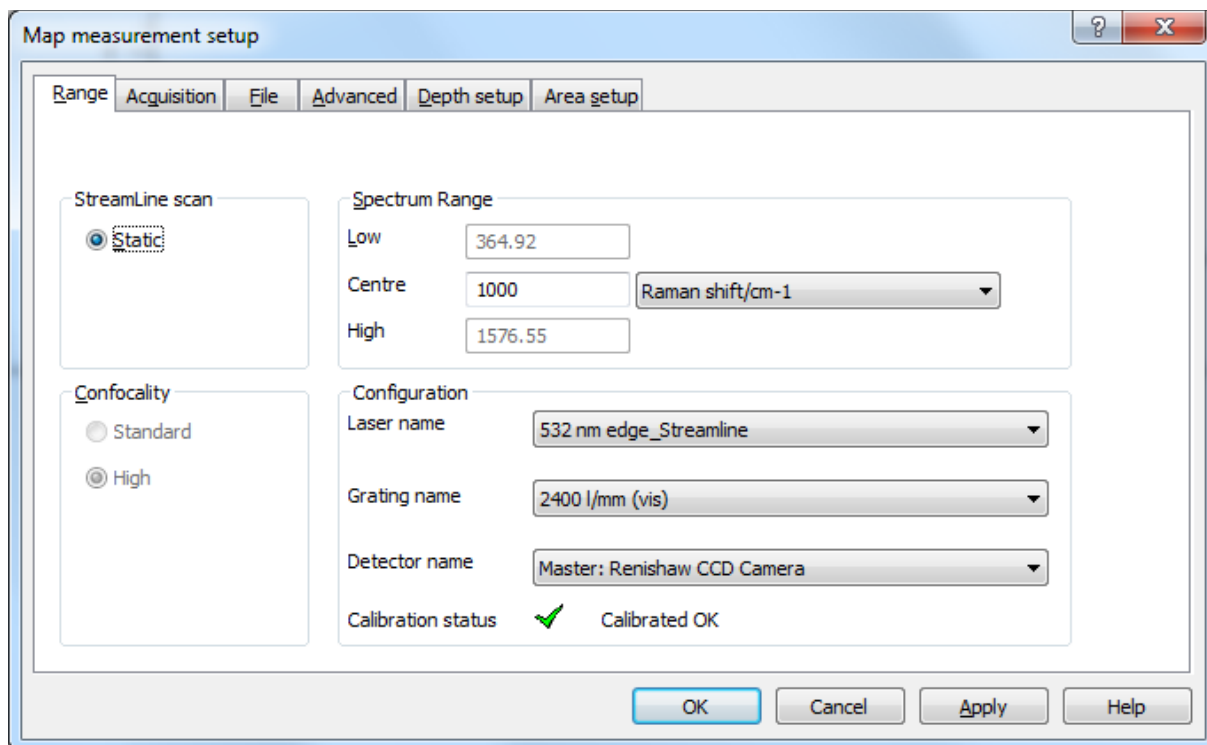 Map measurement setup
?
X
Range Acquisition File Advanced Depth setup Area setup
StreamLine scan
Static
Spectrum Range
Low 364.92
Centre 1000 Raman shift/cm-1
High 1576.55
Confocality
Standard
High
Configuration
Laser name 532 nm edge_Streamline
Grating name 2400 l/mm (vis)
Detector name Master: Renishaw CCD Camera
Calibration status Calibrated OK
OK Cancel Apply Help